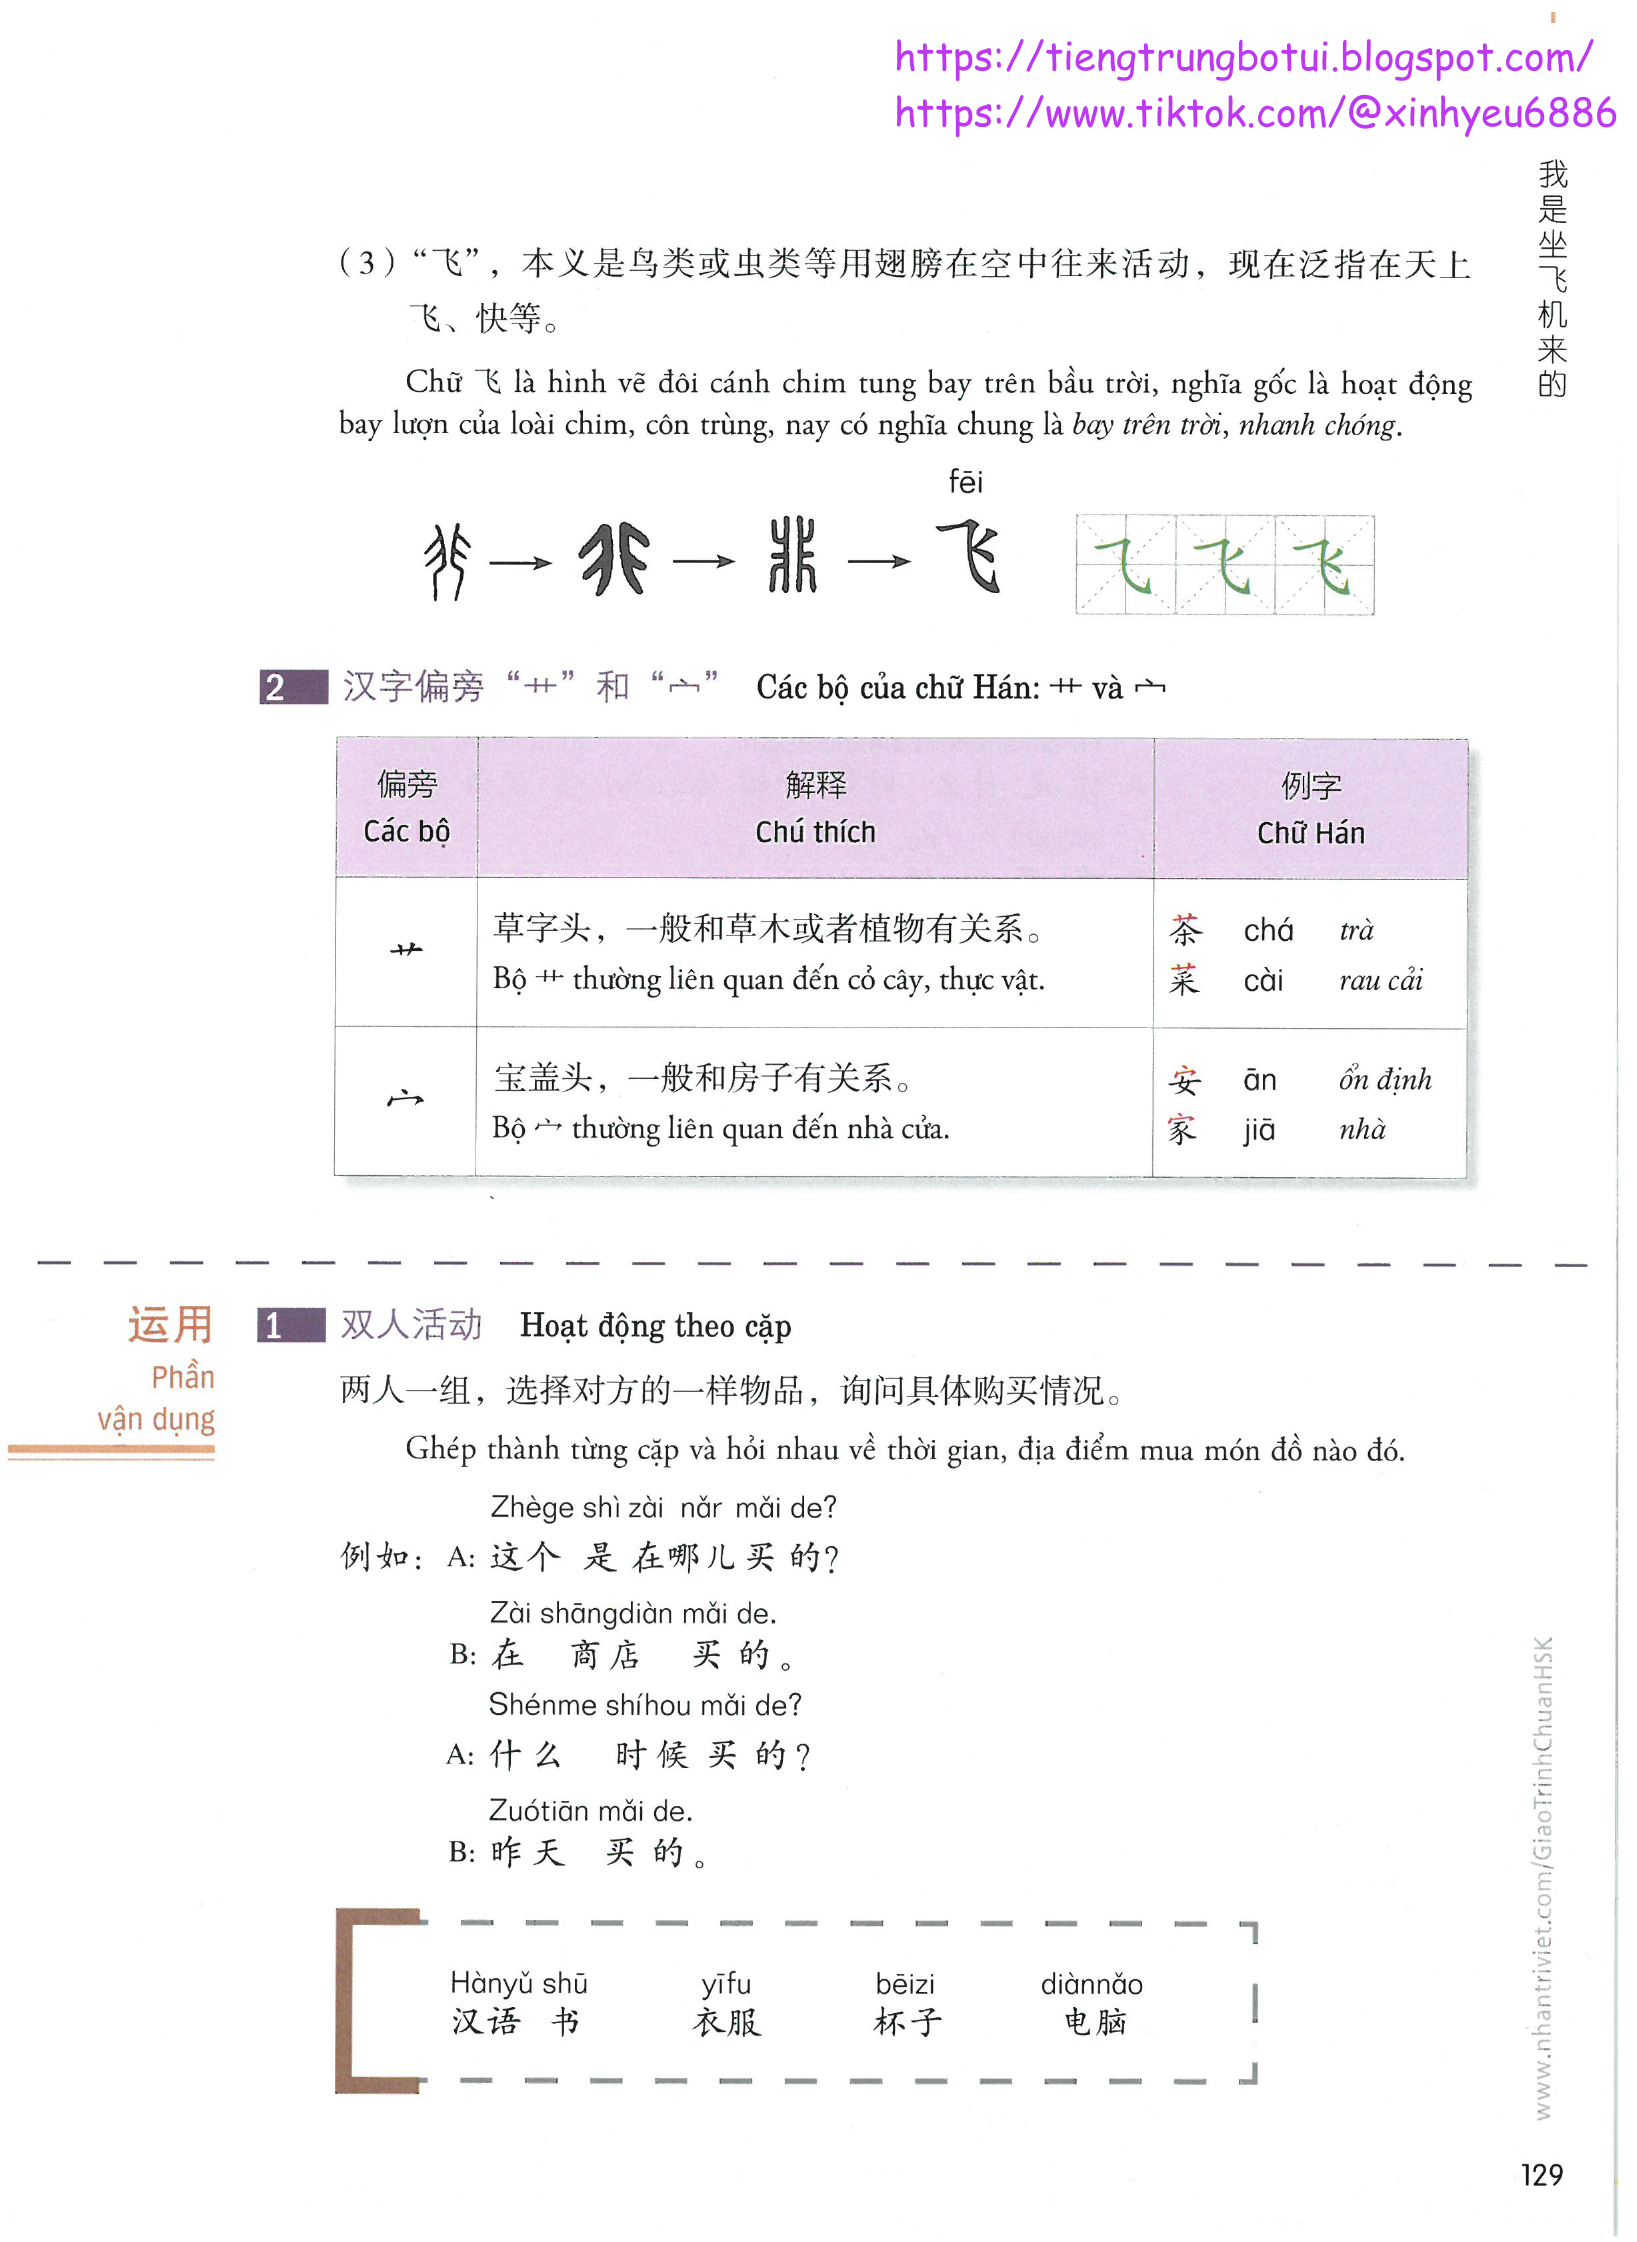 https://tiengtrungbotui.blogspot.com/
https://www.tiktok.com/@xinhyeu6886
我是坐飞机来的
（3）“飞”，本义是鸟类或虫类等用翅膀在空中往来活动，现在泛指在天上
飞、快等。
Chữ 飞 là hình vẽ đôi cánh chim tung bay trên bầu trời, nghĩa gốc là hoạt động
bay lượn của loài chim, côn trùng, nay có nghĩa chung là bay trên trời, nhanh chóng.
fēi
飞
2 汉字偏旁“艹”和“宀” Các bộ của chữ Hán: 艹 và 宀
偏旁 解释 例字
Các bộ Chú thích Chữ Hán
艹
草字头，一般和草木或者植物有关系。 茶 chá trà
Bộ 艹 thường liên quan đến cỏ cây, thực vật. 菜 cài rau cải
宀
宝盖头，一般和房子有关系。 安 ān ổn định
Bộ 宀 thường liên quan đến nhà cửa. 家 jiā nhà
运用
Phần
vận dụng
1 双人活动 Hoạt động theo cặp
两人一组，选择对方的一样物品，询问具体购买情况。
Ghép thành từng cặp và hỏi nhau về thời gian, địa điểm mua món đồ nào đó.
Zhège shì zài nǎr mǎi de?
例如：A: 这个 是 在哪儿买 的?
Zài shāngdiàn mǎi de.
B: 在 商店 买 的。
Shénme shíhou mǎi de?
A: 什么 时候 买 的?
Zuótiān mǎi de.
B: 昨天 买 的。
Hànyǔ shū yīfu bēizi diànnǎo
汉语 书 衣服 杯子 电脑
www.nhantriviet.com/GiaoTrinhChuanHSK
129